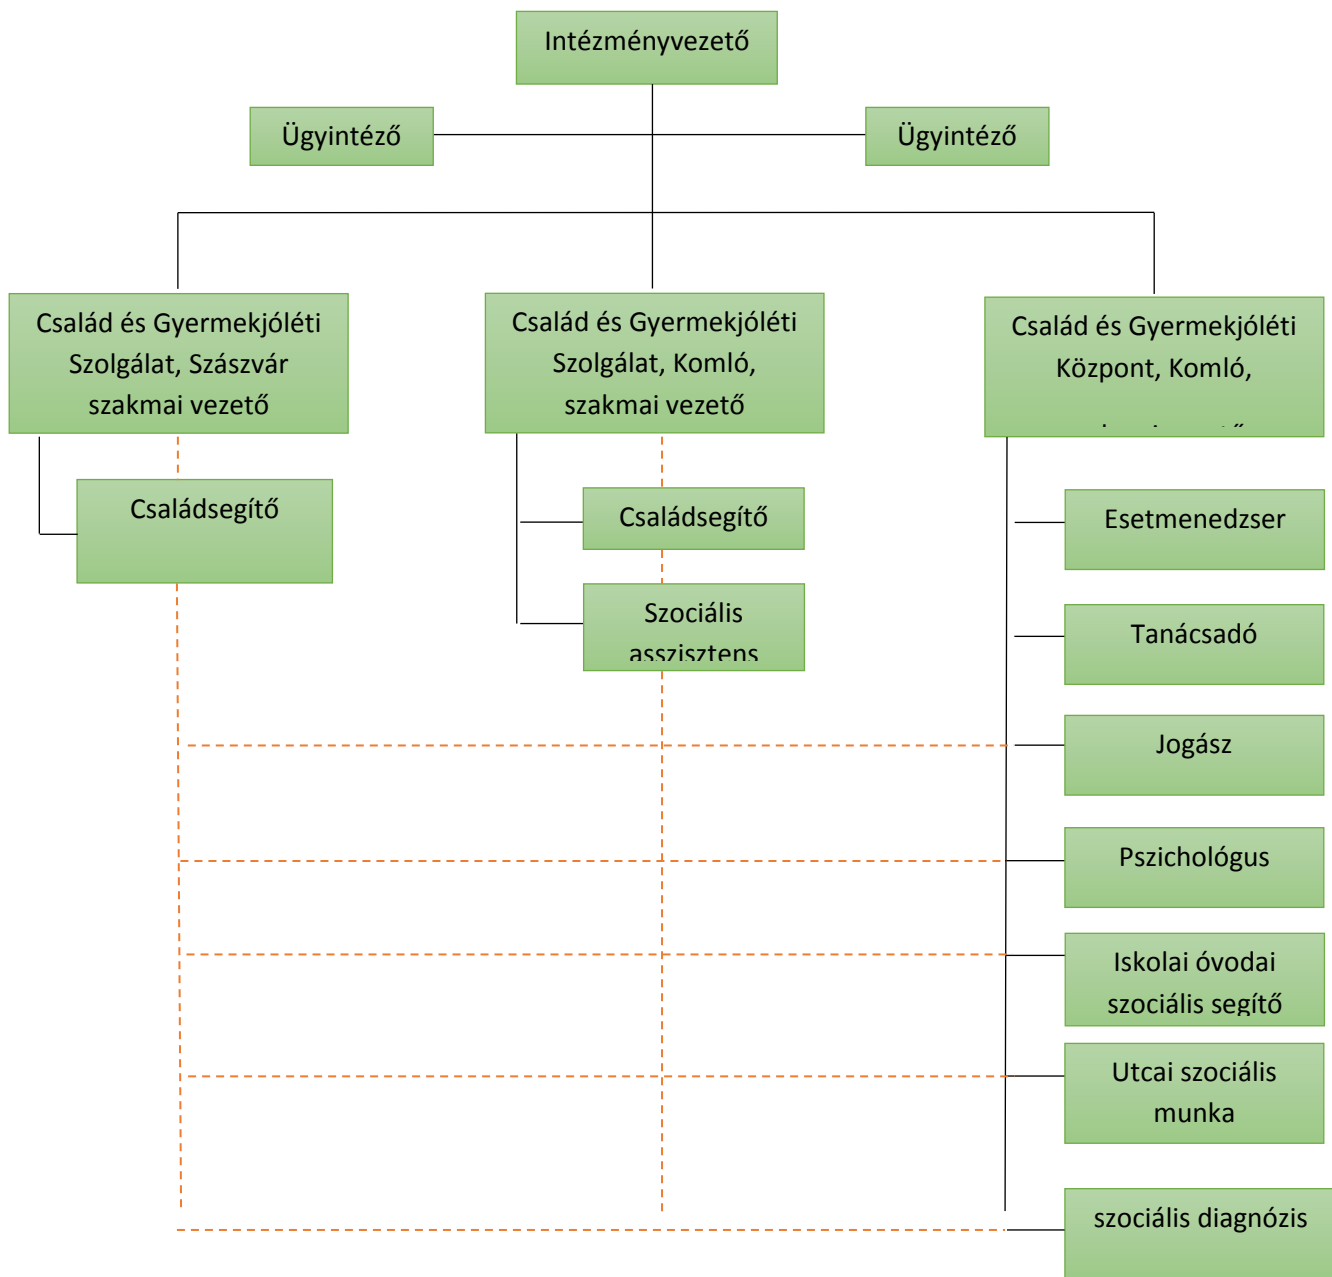 Intézményvezető
Ügyintéző
Ügyintéző
Család és Gyermekjóléti
Szolgálat, Szászvár
szakmai vezető
Család és Gyermekjóléti
Szolgálat, Komló,
szakmai vezető
Család és Gyermekjóléti
Központ, Komló,
Családsegítő
Családsegítő
Szociális
asszisztens
Esetmenedzser
Tanácsadó
Jogász
Pszichológus
Iskolai óvodai
szociális segítő
Utcai szociális
munka
szociális diagnózis